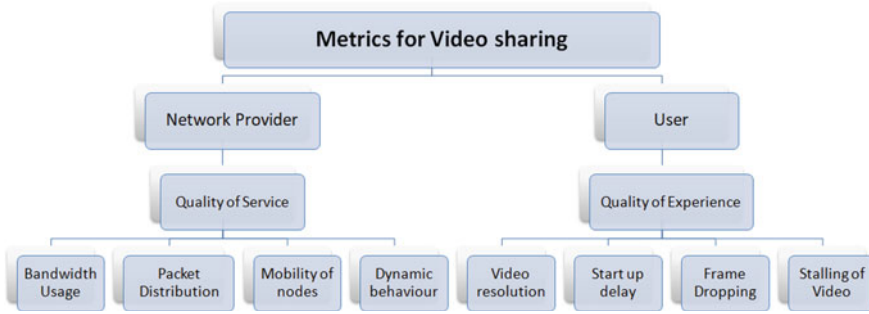 Metrics for Video sharing
Network Provider
User
Quality of Service
Quality of Experience
Bandwidth
Usage
Packet
Distribution
Mobility of
nodes
Dynamic
behaviour
Video
resolution
Start up
delay
Frame
Dropping
Stalling of
Video